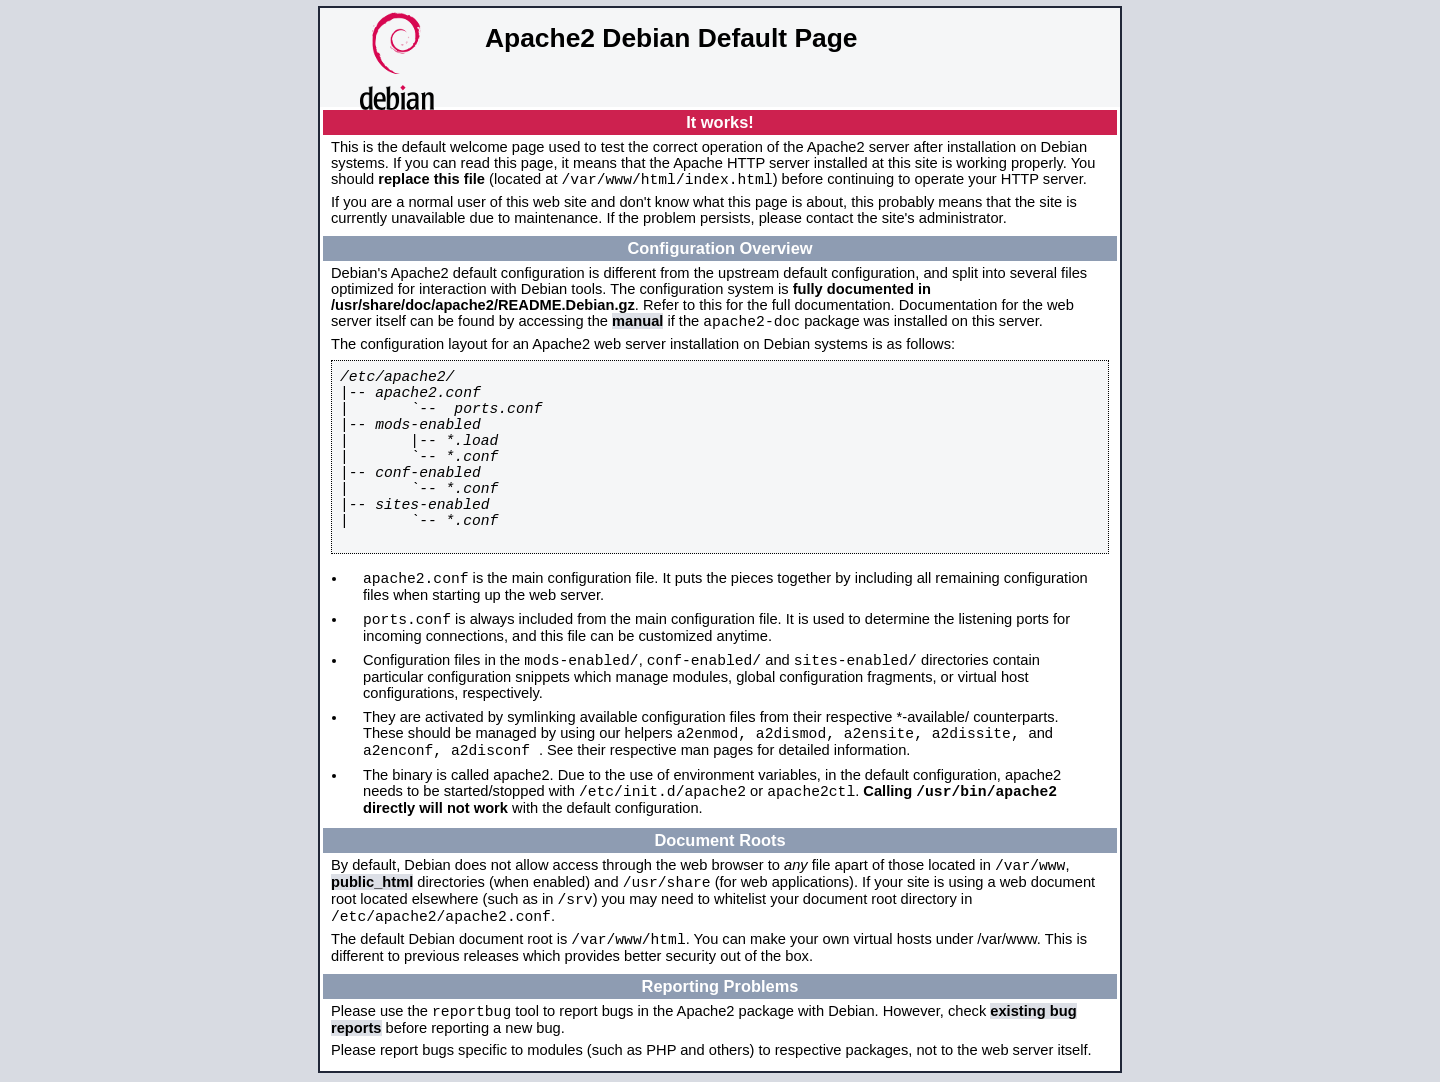 debian
Apache2 Debian Default Page
It works!
This is the default welcome page used to test the correct operation of the Apache2 server after installation on Debian
systems. If you can read this page, it means that the Apache HTTP server installed at this site is working properly. You
should replace this file (located at /var/www/html/index.html) before continuing to operate your HTTP server.
If you are a normal user of this web site and don't know what this page is about, this probably means that the site is
currently unavailable due to maintenance. If the problem persists, please contact the site's administrator.
Configuration Overview
Debian's Apache2 default configuration is different from the upstream default configuration, and split into several files
optimized for interaction with Debian tools. The configuration system is fully documented in
/usr/share/doc/apache2/README.Debian.gz. Refer to this for the full documentation. Documentation for the web
server itself can be found by accessing the manual if the apache2-doc package was installed on this server.
The configuration layout for an Apache2 web server installation on Debian systems is as follows:
/etc/apache2/
|-- apache2.conf
|       `--  ports.conf
|-- mods-enabled
|       |-- *.load
|       `-- *.conf
|-- conf-enabled
|       `-- *.conf
|-- sites-enabled
|       `-- *.conf
• apache2.conf is the main configuration file. It puts the pieces together by including all remaining configuration
files when starting up the web server.
• ports.conf is always included from the main configuration file. It is used to determine the listening ports for
incoming connections, and this file can be customized anytime.
• Configuration files in the mods-enabled/, conf-enabled/ and sites-enabled/ directories contain
particular configuration snippets which manage modules, global configuration fragments, or virtual host
configurations, respectively.
• They are activated by symlinking available configuration files from their respective *-available/ counterparts.
These should be managed by using our helpers a2enmod, a2dismod, a2ensite, a2dissite, and
a2enconf, a2disconf . See their respective man pages for detailed information.
• The binary is called apache2. Due to the use of environment variables, in the default configuration, apache2
needs to be started/stopped with /etc/init.d/apache2 or apache2ctl. Calling /usr/bin/apache2
directly will not work with the default configuration.
Document Roots
By default, Debian does not allow access through the web browser to any file apart of those located in /var/www,
public_html directories (when enabled) and /usr/share (for web applications). If your site is using a web document
root located elsewhere (such as in /srv) you may need to whitelist your document root directory in
/etc/apache2/apache2.conf.
The default Debian document root is /var/www/html. You can make your own virtual hosts under /var/www. This is
different to previous releases which provides better security out of the box.
Reporting Problems
Please use the reportbug tool to report bugs in the Apache2 package with Debian. However, check existing bug
reports before reporting a new bug.
Please report bugs specific to modules (such as PHP and others) to respective packages, not to the web server itself.